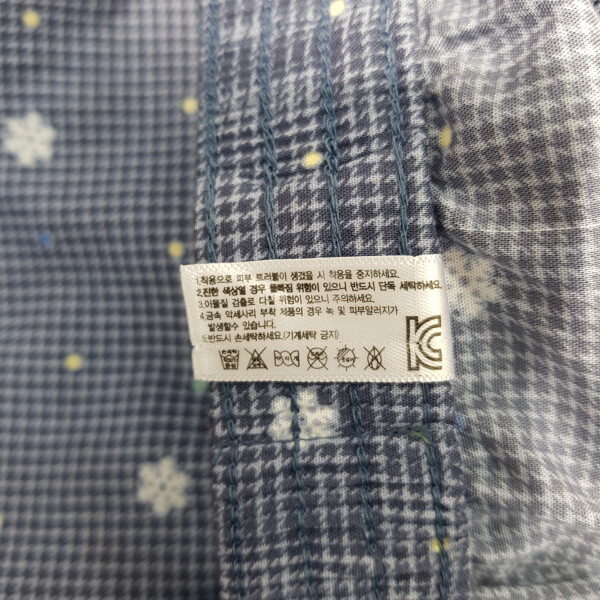 1.착용으로 피부 트러블이 생겼을 시 착용을 중지하세요.
2.진한 색상일 경우 물빠짐 위험이 있으니 반드시 단독 세탁하세요.
3.이물질 검출로 다칠 위험이 있으니 주의하세요.
4.금속 악세사리 부착 제품의 경우 녹 및 피부알러지가
발생할수 있습니다.
5.반드시 손세탁하세요.(기계세탁 금지)